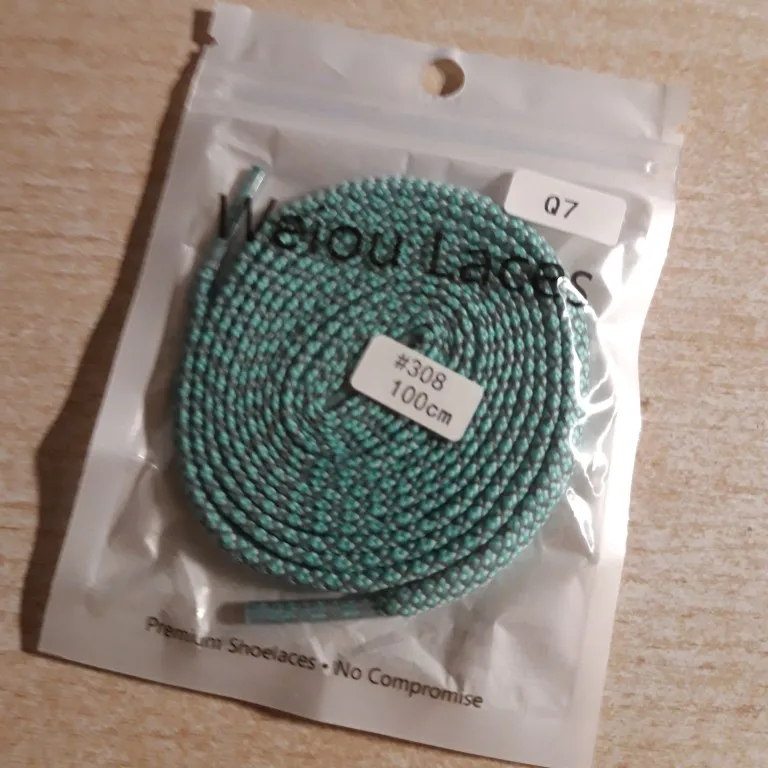 Weiou Laces
Q7
#308
100cm
Premium Shoelaces • No Compromise